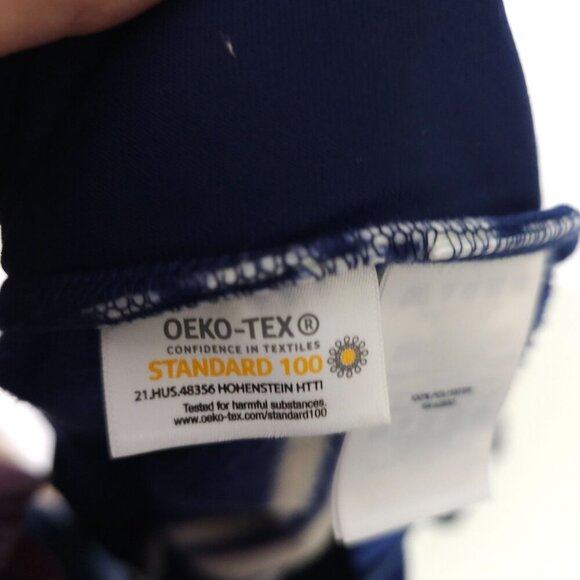 OEKO-TEX®
CONFIDENCE IN TEXTILES
STANDARD 100
21.HUS.48356 HOHENSTEIN HTTI
Tested for harmful substances.
www.oeko-tex.com/standard100